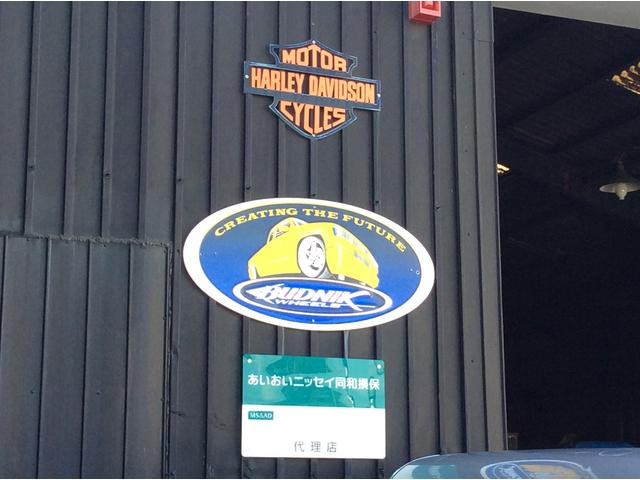 MOTOR
HARLEY DAVIDSON
CYCLES
CREATING THE FUTURE
BUDNIK
WHEELS
あいおいニッセイ同和損保
MS&AD
代理店